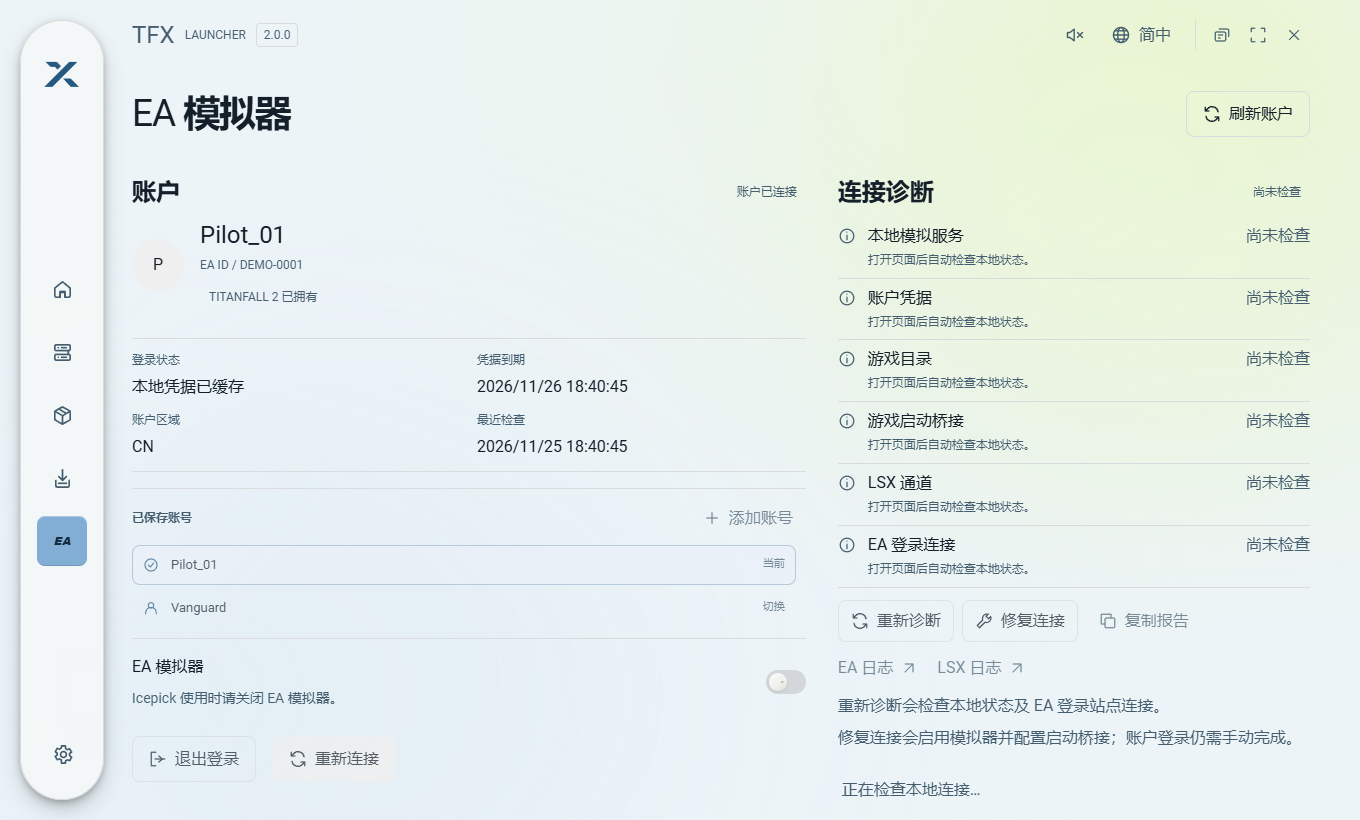 TFX LAUNCHER 2.0.0
简中
EA 模拟器
刷新账户
账户
账户已连接
P
Pilot_01
EA ID / DEMO-0001
TITANFALL 2 已拥有
登录状态
凭据到期
本地凭据已缓存
2026/11/26 18:40:45
账户区域
最近检查
CN
2026/11/25 18:40:45
已保存账号
添加账号
Pilot_01
当前
Vanguard
切换
EA 模拟器
Icepick 使用时请关闭 EA 模拟器。
退出登录
重新连接
连接诊断
尚未检查
本地模拟服务
尚未检查
打开页面后自动检查本地状态。
账户凭据
尚未检查
打开页面后自动检查本地状态。
游戏目录
尚未检查
打开页面后自动检查本地状态。
游戏启动桥接
尚未检查
打开页面后自动检查本地状态。
LSX 通道
尚未检查
打开页面后自动检查本地状态。
EA 登录连接
尚未检查
打开页面后自动检查本地状态。
重新诊断
修复连接
复制报告
EA 日志
LSX 日志
重新诊断会检查本地状态及 EA 登录站点连接。
修复连接会启用模拟器并配置启动桥接；账户登录仍需手动完成。
正在检查本地连接…
EA